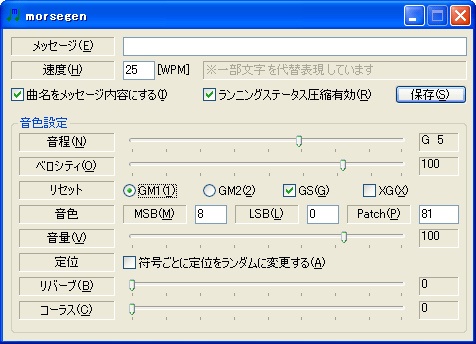 morsegen
メッセージ(E)
速度(H) 25 [WPM] ※一部文字を代替表現しています
曲名をメッセージ内容にする(I) ランニングステータス圧縮有効(R) 保存(S)
音色設定
音程(N) G 5
ベロシティ(O) 100
リセット GM1(1) GM2(2) GS(G) XG(X)
音色 MSB(M) 8 LSB(L) 0 Patch(P) 81
音量(V) 100
定位 符号ごとに定位をランダムに変更する(A)
リバーブ(B) 0
コーラス(C) 0